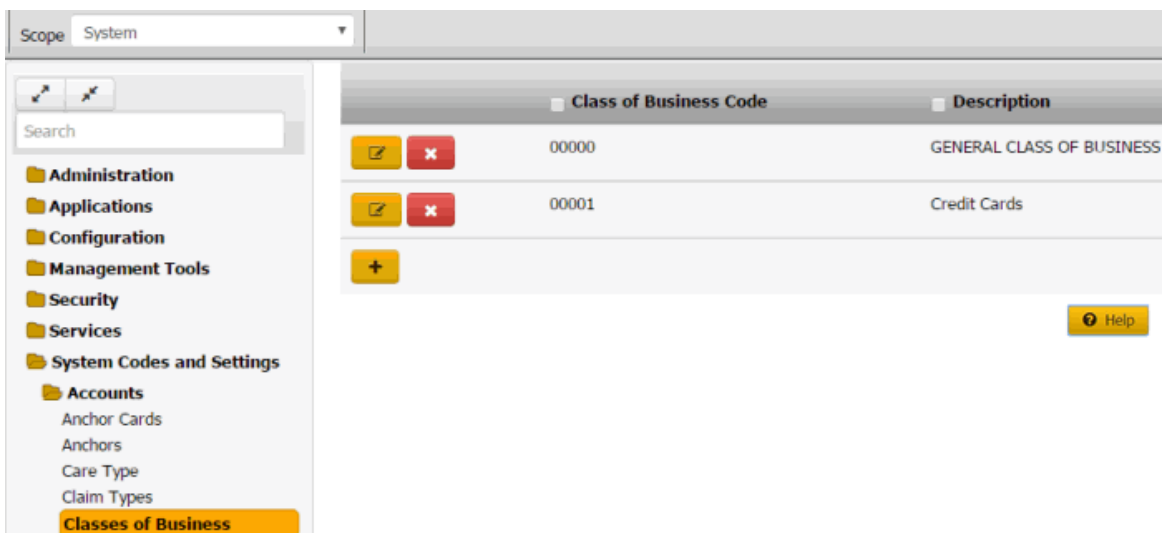 Scope System
Search
Administration
Applications
Configuration
Management Tools
Security
Services
System Codes and Settings
Accounts
Anchor Cards
Anchors
Care Type
Claim Types
Classes of Business
Class of Business Code Description
00000 GENERAL CLASS OF BUSINESS
00001 Credit Cards
Help